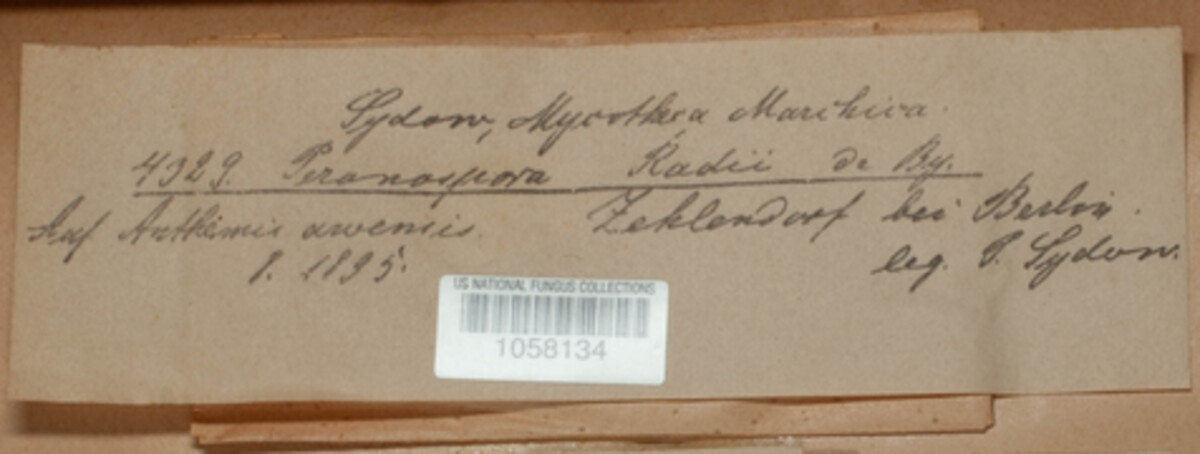 Sydow, Mycotheca Marchica.
4329. Peronospora Radii de By.
Auf Anthemis arvensis. Zehlendorf bei Berlin.
8. 1895. leg. P. Sydow.
US NATIONAL FUNGUS COLLECTIONS
1058134